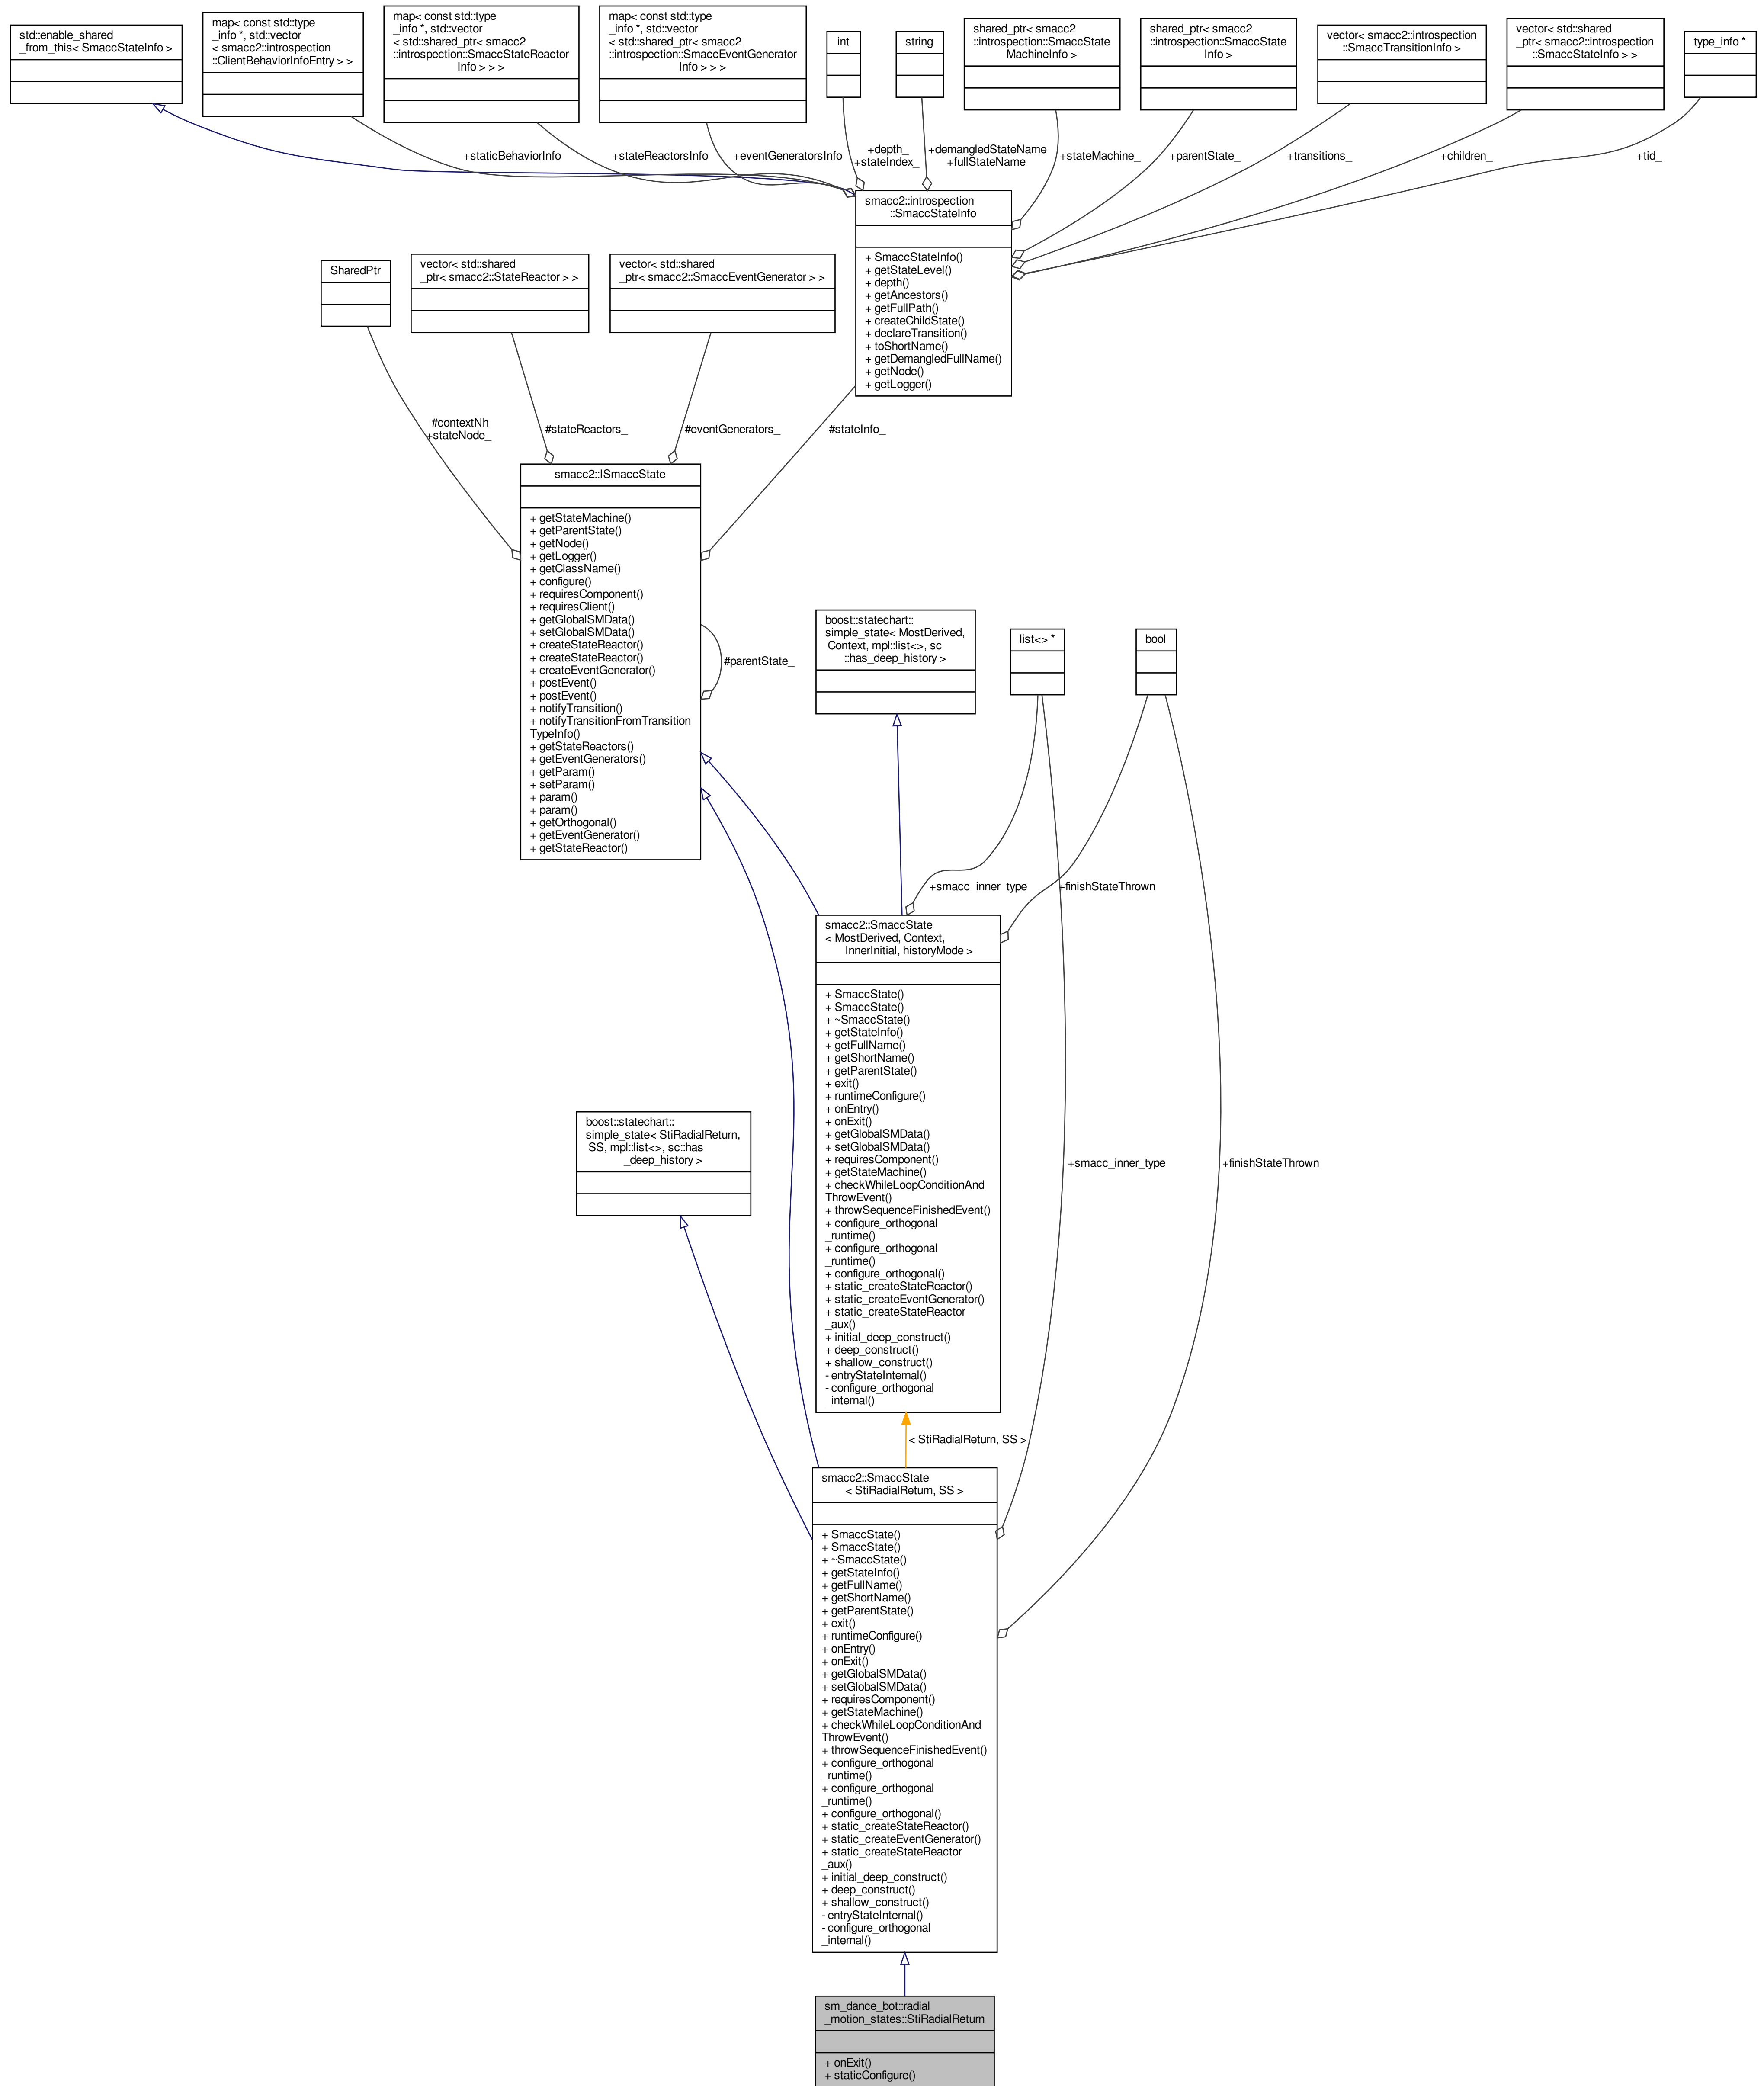 std::enable_shared
_from_this< SmaccStateInfo >
map< const std::type
_info *, std::vector
< smacc2::introspection
::ClientBehaviorInfoEntry > >
map< const std::type
_info *, std::vector
< std::shared_ptr< smacc2
::introspection::SmaccStateReactor
Info > > >
map< const std::type
_info *, std::vector
< std::shared_ptr< smacc2
::introspection::SmaccEventGenerator
Info > > >
int
string
shared_ptr< smacc2
::introspection::SmaccState
MachineInfo >
shared_ptr< smacc2
::introspection::SmaccState
Info >
vector< smacc2::introspection
::SmaccTransitionInfo >
vector< std::shared
_ptr< smacc2::introspection
::SmaccStateInfo > >
type_info *
+staticBehaviorInfo
+stateReactorsInfo
+eventGeneratorsInfo
+depth_
+stateIndex_
+demangledStateName
+fullStateName
+stateMachine_
+parentState_
+transitions_
+children_
+tid_
smacc2::introspection
::SmaccStateInfo
+ SmaccStateInfo()
+ getStateLevel()
+ depth()
+ getAncestors()
+ getFullPath()
+ createChildState()
+ declareTransition()
+ toShortName()
+ getDemangledFullName()
+ getNode()
+ getLogger()
SharedPtr
vector< std::shared
_ptr< smacc2::StateReactor > >
vector< std::shared
_ptr< smacc2::SmaccEventGenerator > >
#contextNh
+stateNode_
#stateReactors_
#eventGenerators_
#stateInfo_
smacc2::ISmaccState
+ getStateMachine()
+ getParentState()
+ getNode()
+ getLogger()
+ getClassName()
+ configure()
+ requiresComponent()
+ requiresClient()
+ getGlobalSMData()
+ setGlobalSMData()
+ createStateReactor()
+ createStateReactor()
+ createEventGenerator()
+ postEvent()
+ postEvent()
+ notifyTransition()
+ notifyTransitionFromTransition
TypeInfo()
+ getStateReactors()
+ getEventGenerators()
+ getParam()
+ setParam()
+ param()
+ param()
+ getOrthogonal()
+ getEventGenerator()
+ getStateReactor()
#parentState_
boost::statechart::
simple_state< MostDerived,
Context, mpl::list<>, sc
::has_deep_history >
list<> *
bool
+smacc_inner_type
+finishStateThrown
smacc2::SmaccState
< MostDerived, Context,
InnerInitial, historyMode >
+ SmaccState()
+ SmaccState()
+ ~SmaccState()
+ getStateInfo()
+ getFullName()
+ getShortName()
+ getParentState()
+ exit()
+ runtimeConfigure()
+ onEntry()
+ onExit()
+ getGlobalSMData()
+ setGlobalSMData()
+ requiresComponent()
+ getStateMachine()
+ checkWhileLoopConditionAnd
ThrowEvent()
+ throwSequenceFinishedEvent()
+ configure_orthogonal
_runtime()
+ configure_orthogonal
_runtime()
+ configure_orthogonal()
+ static_createStateReactor()
+ static_createEventGenerator()
+ static_createStateReactor
_aux()
+ initial_deep_construct()
+ deep_construct()
+ shallow_construct()
- entryStateInternal()
- configure_orthogonal
_internal()
boost::statechart::
simple_state< StiRadialReturn,
SS, mpl::list<>, sc::has
_deep_history >
+smacc_inner_type
+finishStateThrown
< StiRadialReturn, SS >
smacc2::SmaccState
< StiRadialReturn, SS >
+ SmaccState()
+ SmaccState()
+ ~SmaccState()
+ getStateInfo()
+ getFullName()
+ getShortName()
+ getParentState()
+ exit()
+ runtimeConfigure()
+ onEntry()
+ onExit()
+ getGlobalSMData()
+ setGlobalSMData()
+ requiresComponent()
+ getStateMachine()
+ checkWhileLoopConditionAnd
ThrowEvent()
+ throwSequenceFinishedEvent()
+ configure_orthogonal
_runtime()
+ configure_orthogonal
_runtime()
+ configure_orthogonal()
+ static_createStateReactor()
+ static_createEventGenerator()
+ static_createStateReactor
_aux()
+ initial_deep_construct()
+ deep_construct()
+ shallow_construct()
- entryStateInternal()
- configure_orthogonal
_internal()
sm_dance_bot::radial
_motion_states::StiRadialReturn
+ onExit()
+ staticConfigure()